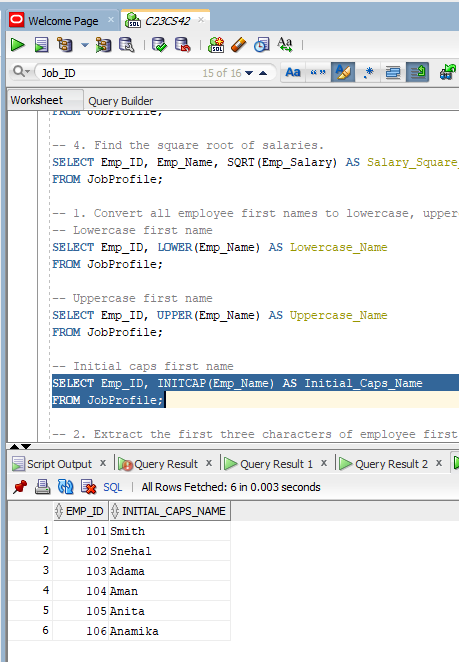 Welcome Page × SQL C23CS42 ×
Job_ID 15 of 16 Aa “” .*
Worksheet Query Builder
FROM JobProfile;
-- 4. Find the square root of salaries.
SELECT Emp_ID, Emp_Name, SQRT(Emp_Salary) AS Salary_Square_
FROM JobProfile;
-- 1. Convert all employee first names to lowercase, upper
-- Lowercase first name
SELECT Emp_ID, LOWER(Emp_Name) AS Lowercase_Name
FROM JobProfile;
-- Uppercase first name
SELECT Emp_ID, UPPER(Emp_Name) AS Uppercase_Name
FROM JobProfile;
-- Initial caps first name
SELECT Emp_ID, INITCAP(Emp_Name) AS Initial_Caps_Name
FROM JobProfile;
-- 2. Extract the first three characters of employee first
Script Output × Query Result × Query Result 1 × Query Result 2 ×
SQL | All Rows Fetched: 6 in 0.003 seconds
EMP_ID INITIAL_CAPS_NAME
1 101 Smith
2 102 Snehal
3 103 Adama
4 104 Aman
5 105 Anita
6 106 Anamika